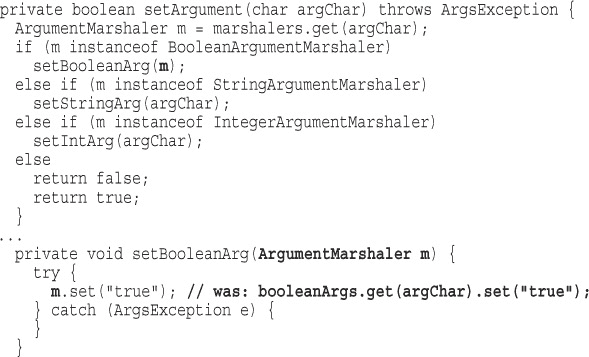 private boolean setArgument(char argChar) throws ArgsException {
  ArgumentMarshaler m = marshalers.get(argChar);
  if (m instanceof BooleanArgumentMarshaler)
    setBooleanArg(m);
  else if (m instanceof StringArgumentMarshaler)
    setStringArg(argChar);
  else if (m instanceof IntegerArgumentMarshaler)
    setIntArg(argChar);
  else
    return false;
    return true;
  }
...
  private void setBooleanArg(ArgumentMarshaler m) {
    try {
      m.set("true"); // was: booleanArgs.get(argChar).set("true");
    } catch (ArgsException e) {
    }
  }